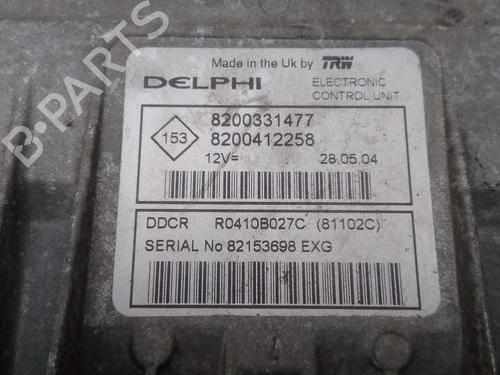 Made in the Uk by TRW
DELPHI ELECTRONIC
CONTROL UNIT
153
8200331477
8200412258
12V= 28.05.04
DDCR R0410B027C (81102C)
SERIAL No 82153698 EXG
B-PARTS